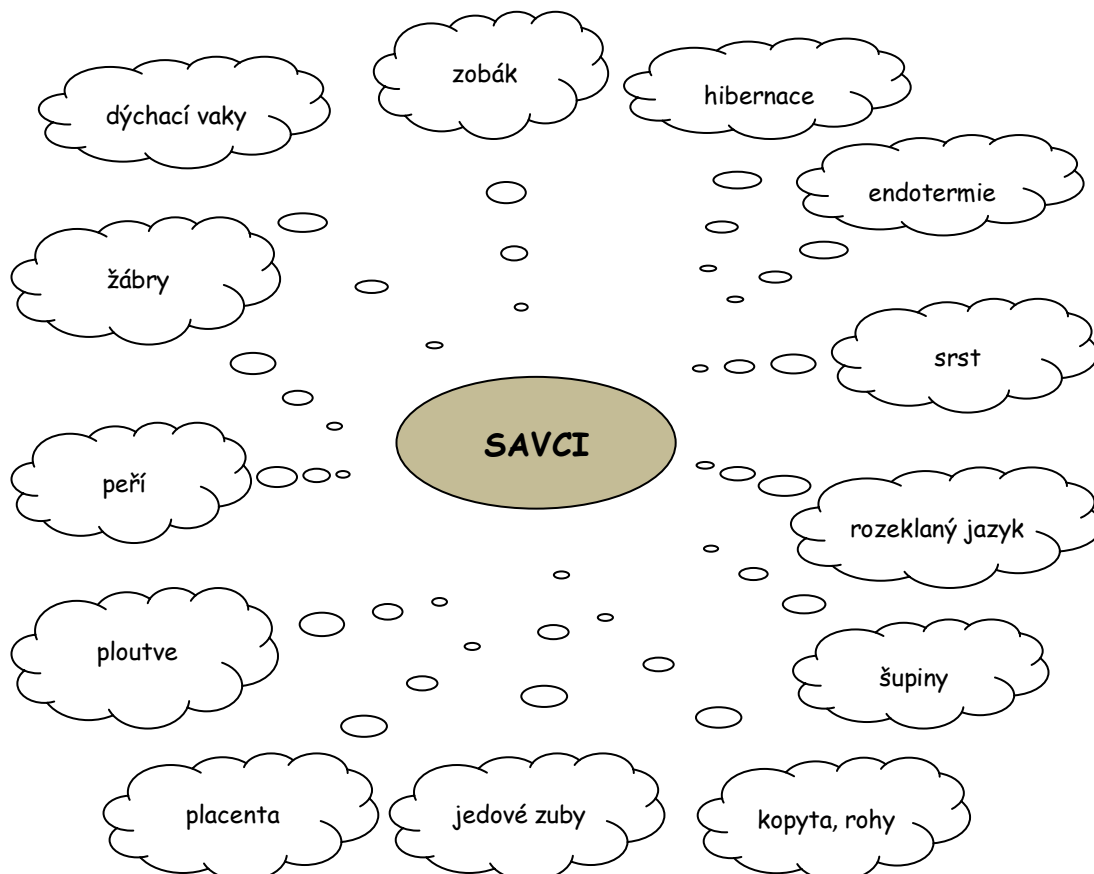 zobák
hibernace
dýchací vaky
endotermie
žábry
srst
SAVCI
peří
rozeklaný jazyk
ploutve
šupiny
placenta
jedové zuby
kopyta, rohy